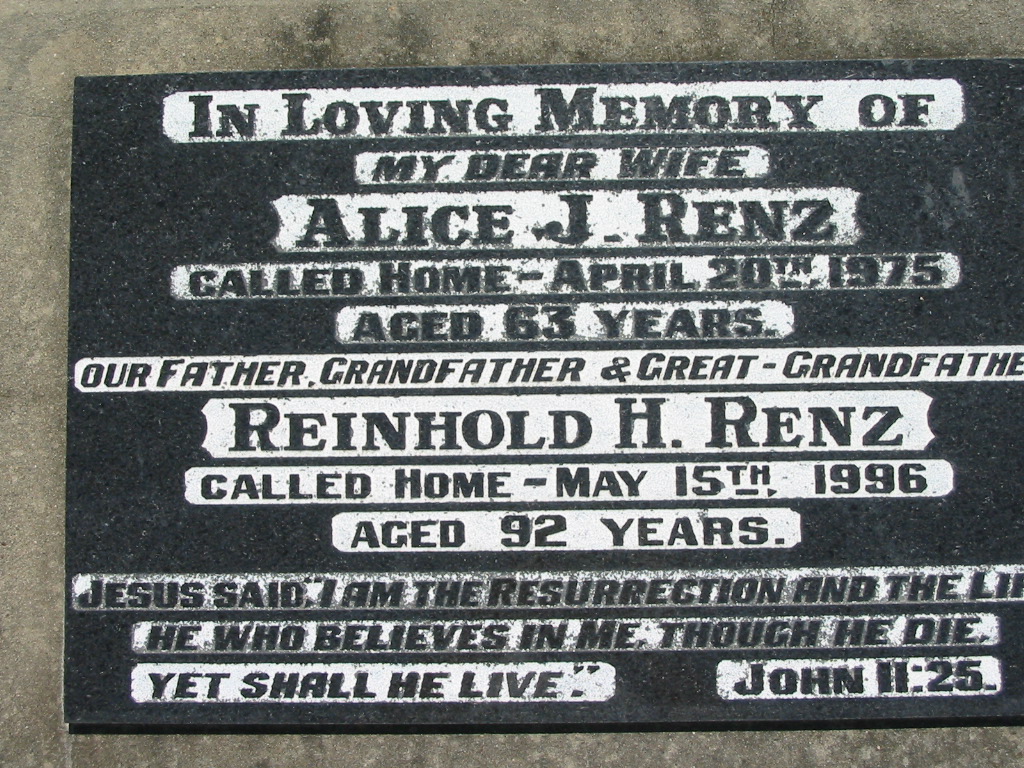 IN LOVING MEMORY OF
MY DEAR WIFE
ALICE J. RENZ
CALLED HOME - APRIL 20TH, 1975
AGED 63 YEARS.
OUR FATHER, GRANDFATHER & GREAT - GRANDFATHE
REINHOLD H. RENZ
CALLED HOME - MAY 15TH, 1996
AGED 92 YEARS.
JESUS SAID, "I AM THE RESURRECTION AND THE LIF
HE WHO BELIEVES IN ME, THOUGH HE DIE,
YET SHALL HE LIVE." JOHN 11:25.